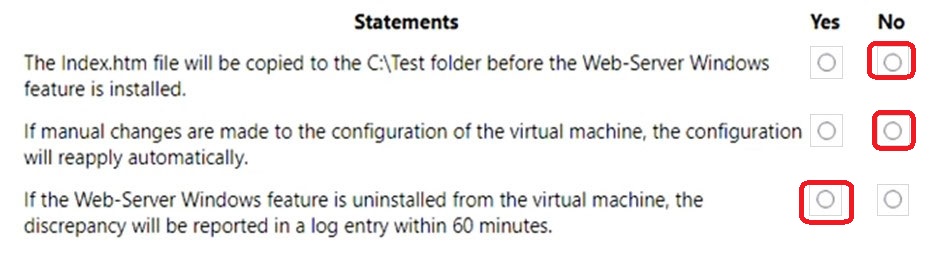 Statements Yes No
The Index.htm file will be copied to the C:\Test folder before the Web-Server Windows
feature is installed.
If manual changes are made to the configuration of the virtual machine, the configuration
will reapply automatically.
If the Web-Server Windows feature is uninstalled from the virtual machine, the
discrepancy will be reported in a log entry within 60 minutes.